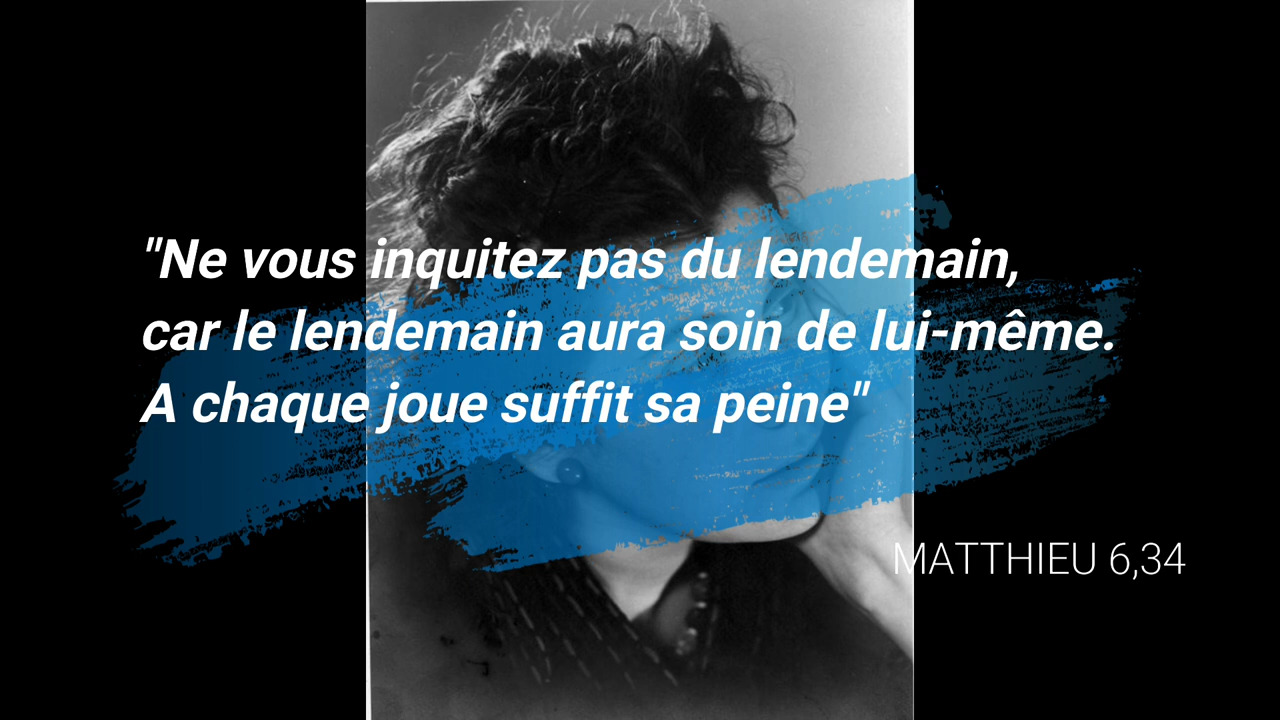 "Ne vous inquitez pas du lendemain,
car le lendemain aura soin de lui-même.
A chaque joue suffit sa peine"
MATTHIEU 6,34